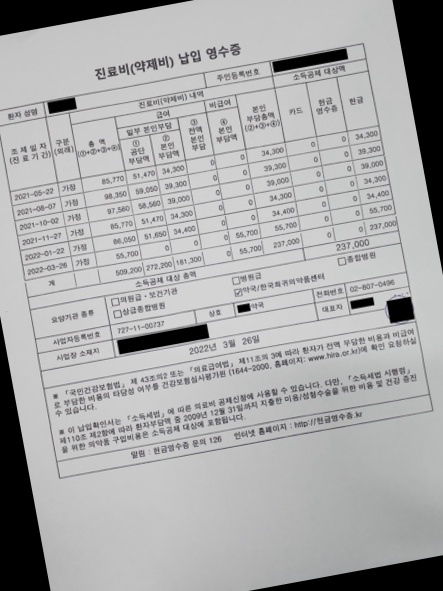 진료비(약제비) 납입 영수증
환자 성명 주민등록번호
진료비(약제비) 내역 소득공제 대상액
조 제 일 자 (진 료 기 간) 구분 (외래) 총 액 (①+②+③+④) 급여 비급여 본인 부담총액 (②+③+④) 카드 현금 영수증 현금
일부 본인부담 ③ 전액 본인 부담 ④ 본인 부담액
① 공단 부담액 ② 본인 부담액
2021-05-22 가정 85,770 51,470 34,300 0 0 34,300 0 0 34,300
2021-08-07 가정 98,350 59,050 39,300 0 0 39,300 0 0 39,300
2021-10-02 가정 97,560 58,560 39,000 0 0 39,000 0 0 39,000
2021-11-27 가정 85,770 51,470 34,300 0 0 34,300 0 0 34,300
2022-01-22 가정 86,050 51,650 34,400 0 0 34,400 0 0 34,400
2022-03-26 가정 55,700 0 0 0 55,700 55,700 0 0 55,700
계 509,200 272,200 181,300 0 55,700 237,000 0 0 237,000
소득공제 대상 총액 237,000
요양기관 종류 □의원급·보건기관 □병원급 □종합병원
□상급종합병원 ☑약국/한국희귀의약품센터
사업자등록번호 727-11-00737 상호 약국 전화번호 02-807-0496
사업장 소재지 대표자
2022년 3월 26일
※ 「국민건강보험법」 제 43조의2 또는 「의료급여법」 제11조의 3에 따라 환자가 전액 부담한 비용과 비급여
로 부담한 비용의 타당성 여부를 건강보험심사평가원 (1644-2000, 홈페이지: www.hira.or.kr)에 확인 요청하실
수 있습니다.
※ 이 납입확인서는 「소득세법」에 따른 의료비 공제신청에 사용할 수 있습니다. 다만, 「소득세법 시행령」
제110조 제2항에 따라 환자부담액 중 2009년 12월 31일까지 지출한 미용/성형수술을 위한 비용 및 건강 증진
을 위한 의약품 구입비용은 소득공제 대상에 포함됩니다.
알림 : 현금영수증 문의 126 인터넷 홈페이지 : http://현금영수증.kr